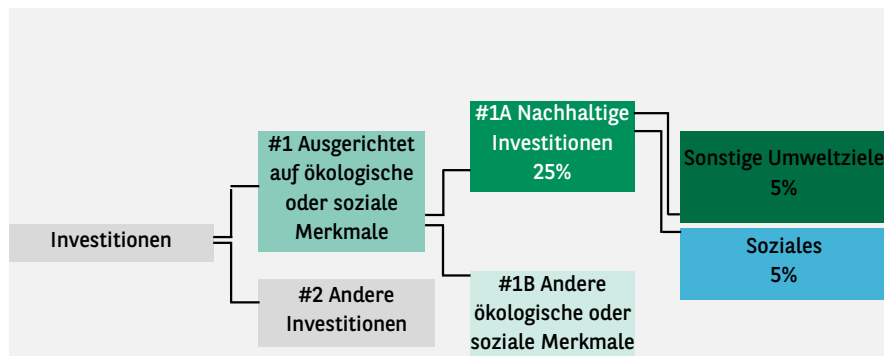 Investitionen
#1 Ausgerichtet
auf ökologische
oder soziale
Merkmale
#2 Andere
Investitionen
#1A Nachhaltige
Investitionen
25%
#1B Andere
ökologische oder
soziale Merkmale
Sonstige Umweltziele
5%
Soziales
5%